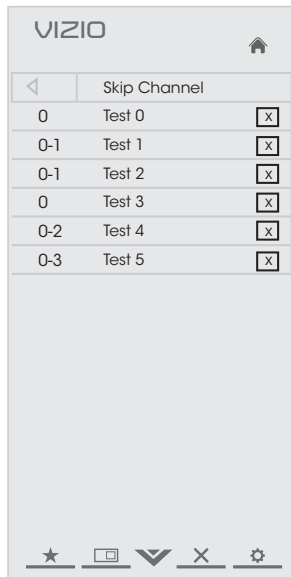 VIZIO
Skip Channel
0 Test 0 X
0-1 Test 1 X
0-1 Test 2 X
0 Test 3 X
0-2 Test 4 X
0-3 Test 5 X